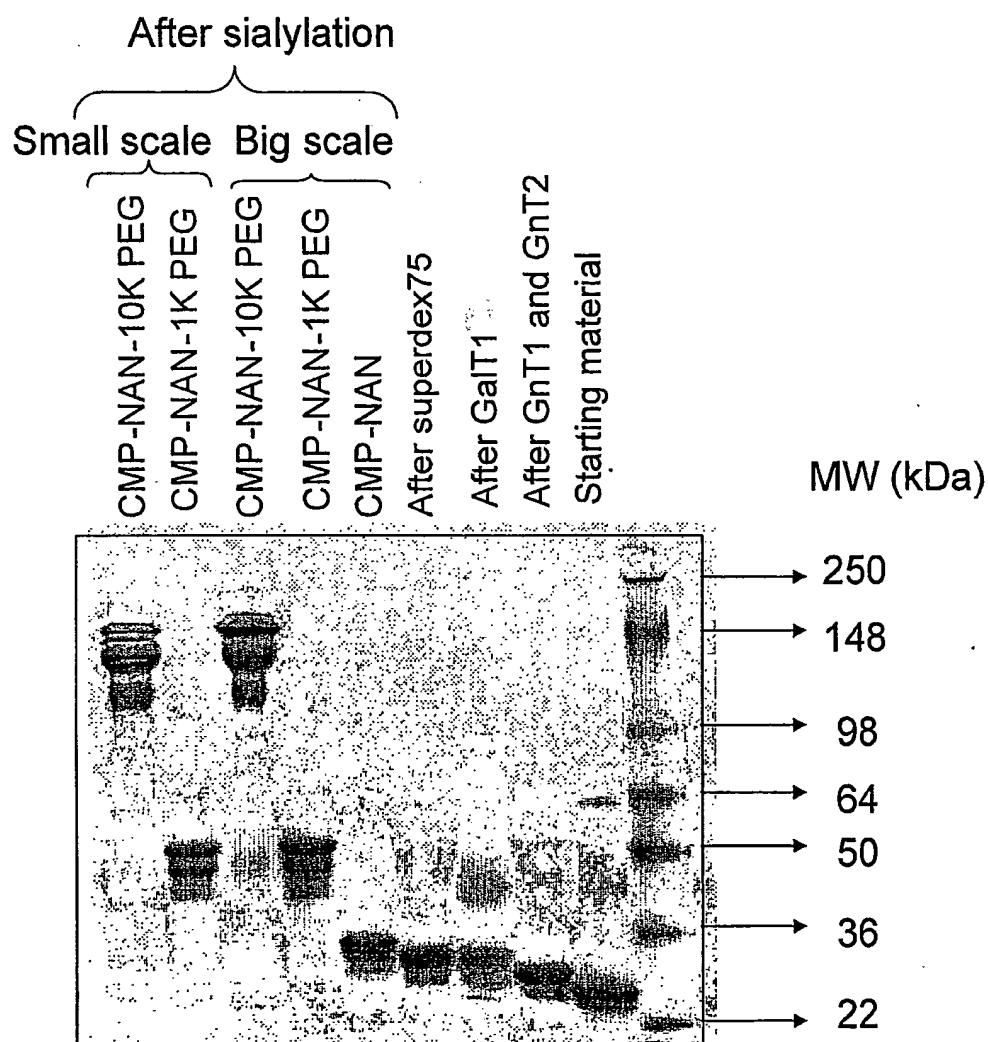 After sialylation
Small scale
Big scale
CMP-NAN-10K PEG
CMP-NAN-1K PEG
CMP-NAN-10K PEG
CMP-NAN-1K PEG
CMP-NAN
After superdex75
After GalT1
After GnT1 and GnT2
Starting material
MW (kDa)
250
148
98
64
50
36
22